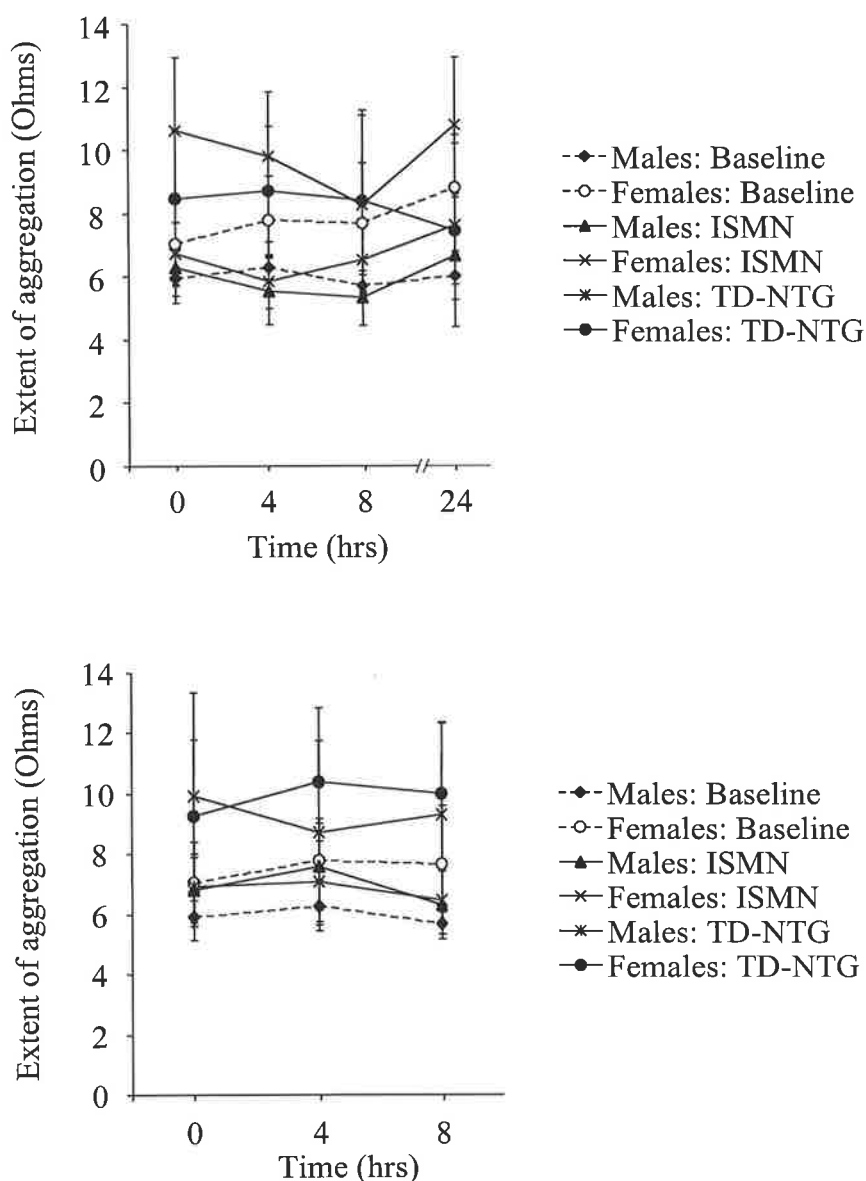 Extent of aggregation (Ohms)
14
12
10
8
6
4
2
0
0 4 8 24
Time (hrs)
Males: Baseline
Females: Baseline
Males: ISMN
Females: ISMN
Males: TD-NTG
Females: TD-NTG
Extent of aggregation (Ohms)
14
12
10
8
6
4
2
0
0 4 8
Time (hrs)
Males: Baseline
Females: Baseline
Males: ISMN
Females: ISMN
Males: TD-NTG
Females: TD-NTG